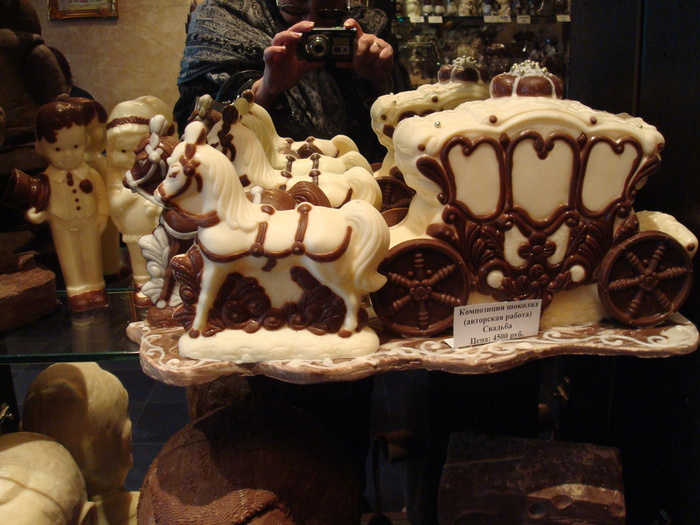 Композиция шоколад
(авторская работа)
Свадьба
Цена: 4500 руб.